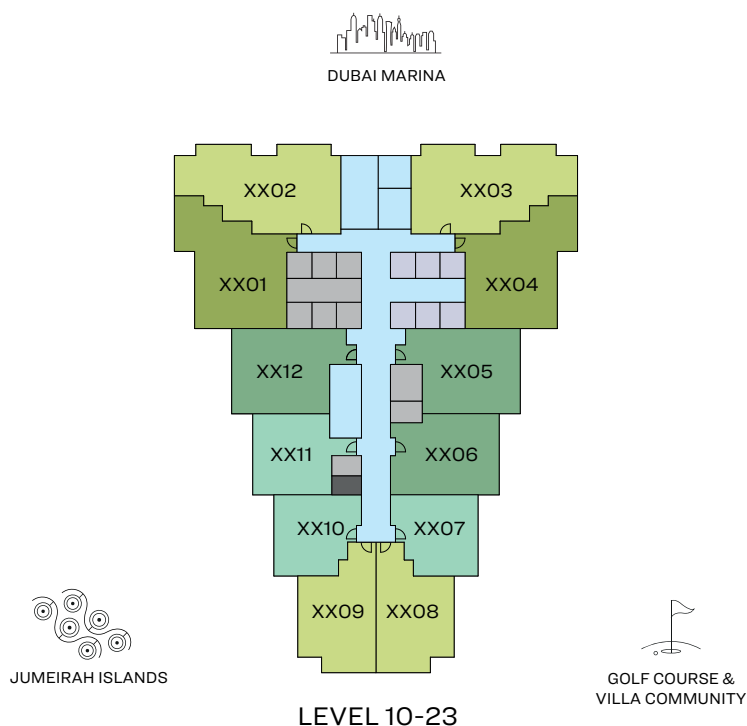 DUBAI MARINA
XX02
XX03
XX01
XX04
XX12
XX05
XX11
XX06
XX10
XX07
XX09
XX08
JUMEIRAH ISLANDS
GOLF COURSE &
VILLA COMMUNITY
LEVEL 10-23